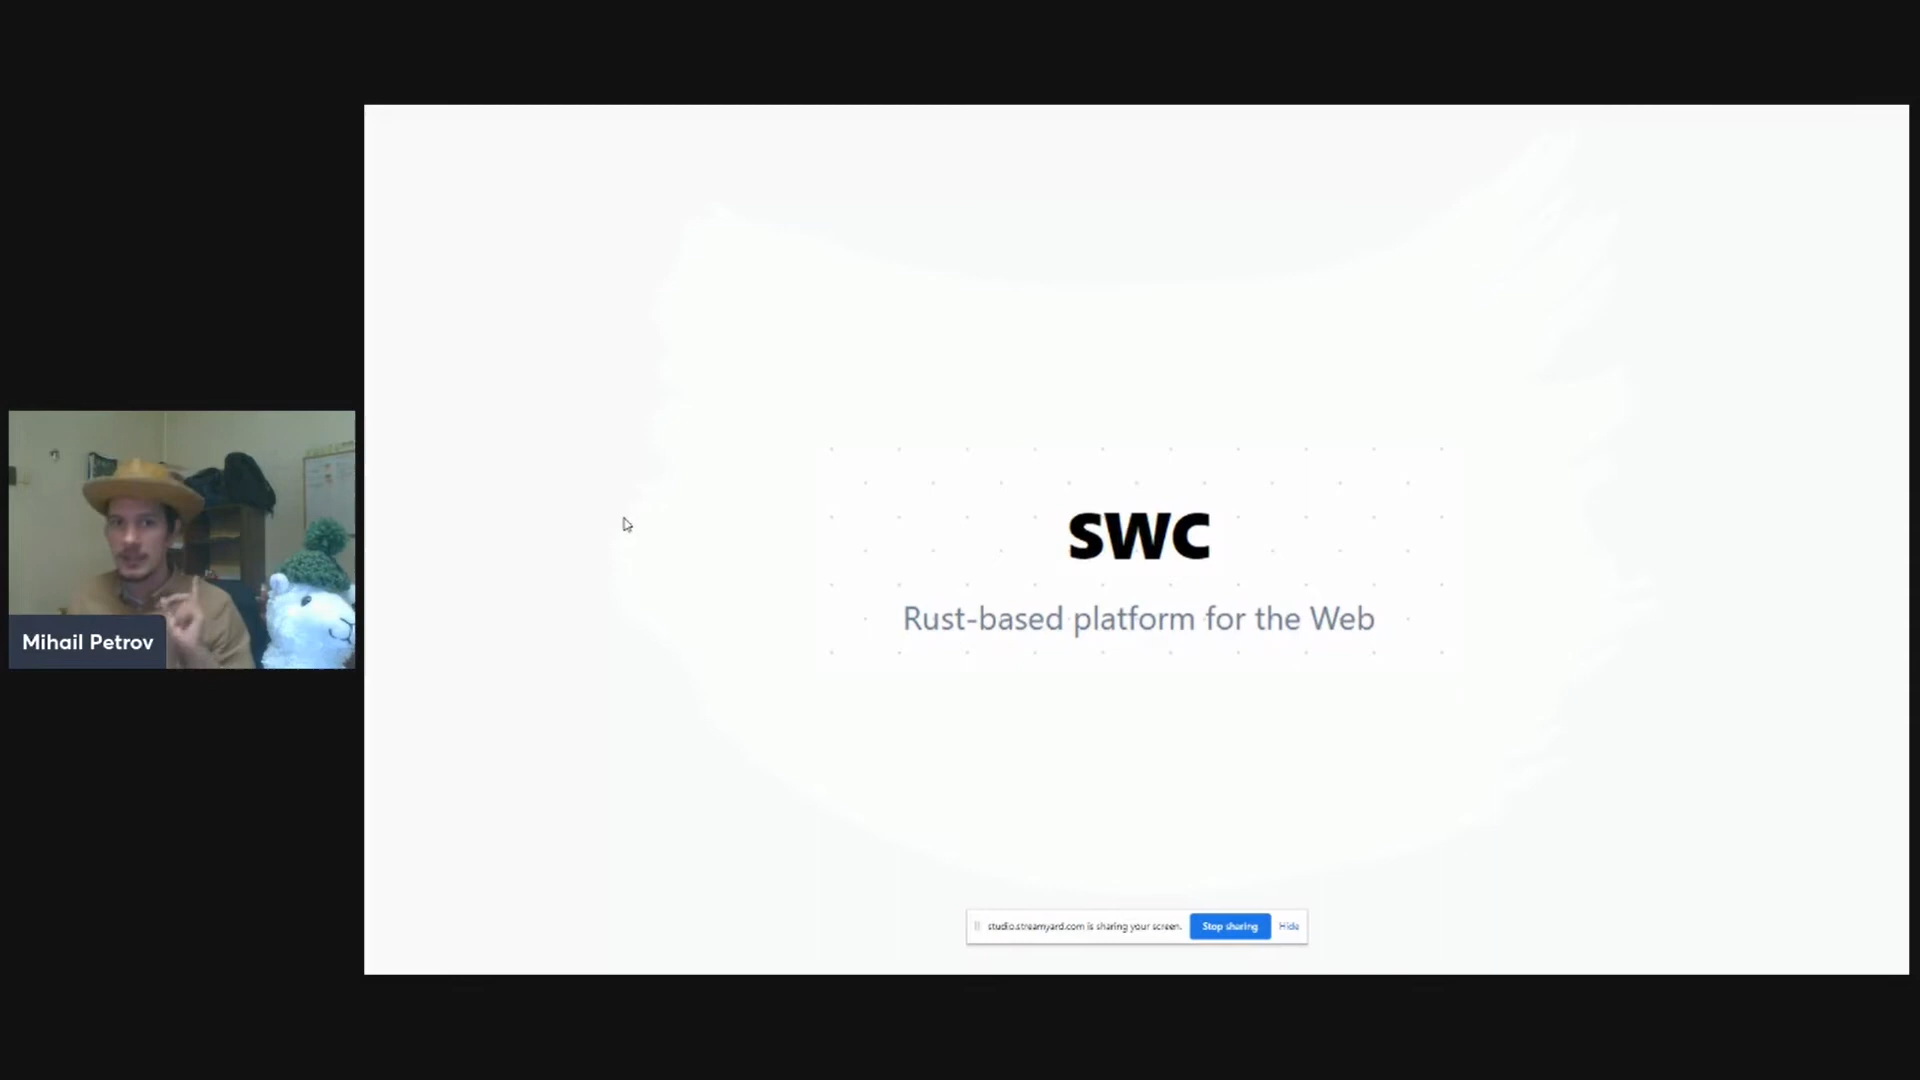 Mihail Petrov
SWC
Rust-based platform for the Web
studio.streamyard.com is sharing your screen.
Stop sharing
Hide